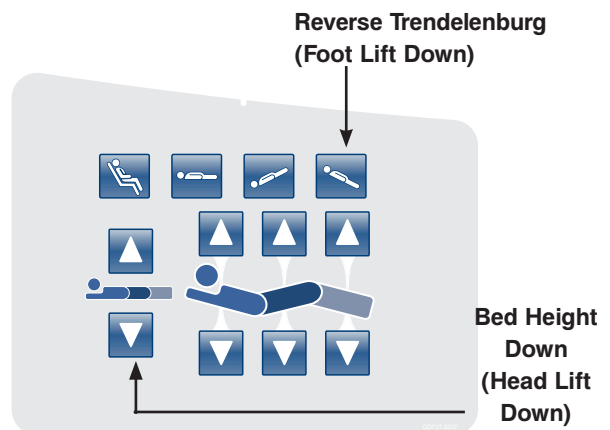 Reverse Trendelenburg
(Foot Lift Down)
Bed Height
Down
(Head Lift
Down)